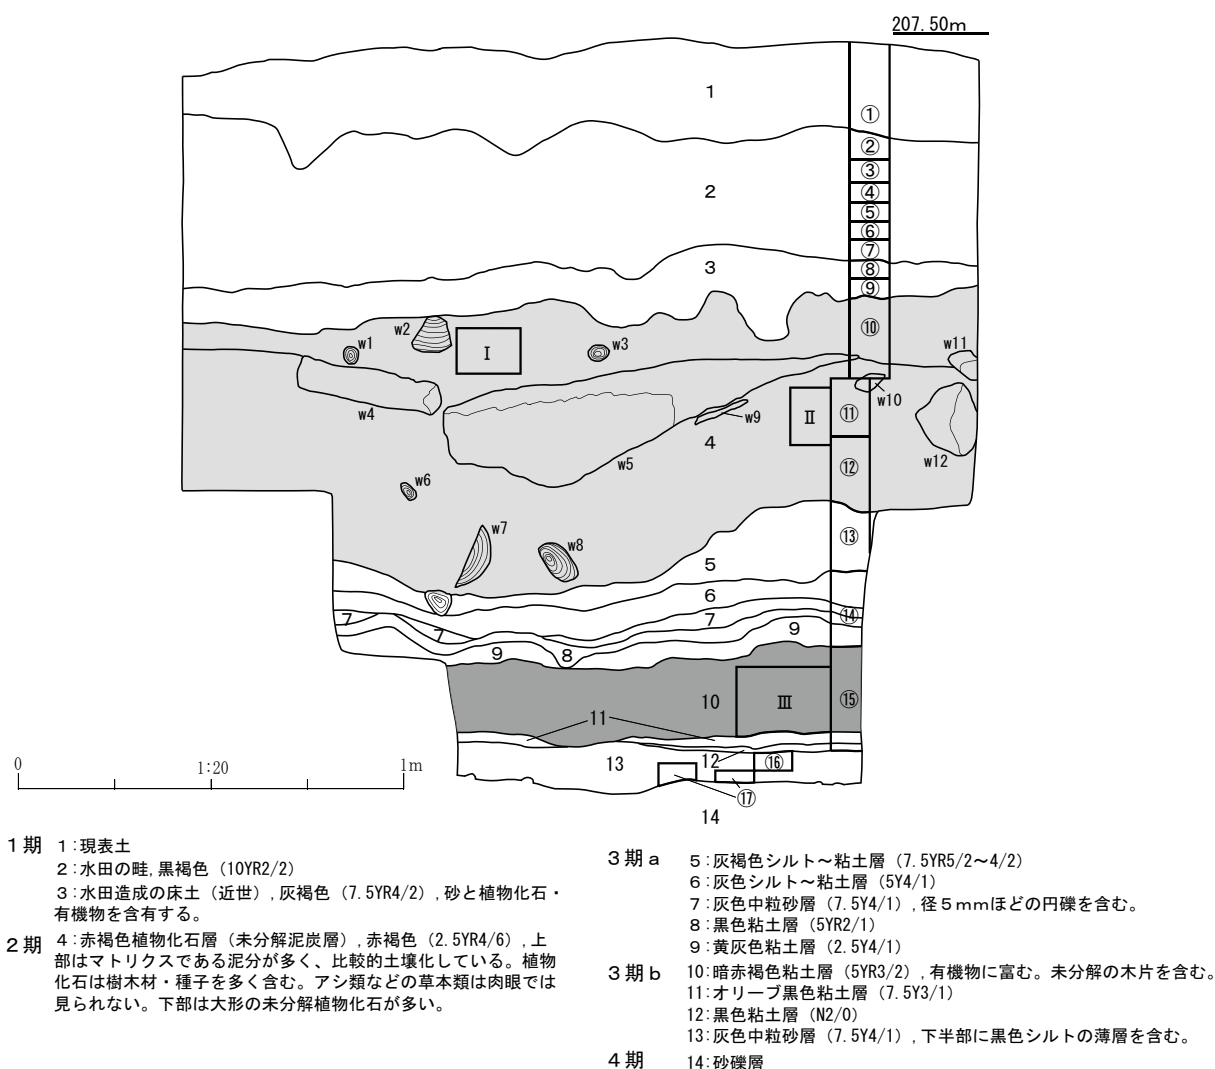 207.50m
1
①
②
③
④
2
⑤
⑥
⑦
3
⑧
⑨
w2
⑩
w1
Ⅰ
w3
w11
w4
w10
w9
Ⅱ
⑪
4
w5
⑫
w12
w6
w7
w8
⑬
5
6
7
7
⑭
7
9
9
8
10
Ⅲ
⑮
11
13
12
⑯
⑰
14
0
1:20
1m
1期 1:現表土
2:水田の畦,黒褐色(10YR2/2)
3:水田造成の床土(近世),灰褐色(7.5YR4/2),砂と植物化石・
有機物を含有する。
2期 4:赤褐色植物化石層(未分解泥炭層),赤褐色(2.5YR4/6),上
部はマトリクスである泥分が多く、比較的土壌化している。植物
化石は樹木材・種子を多く含む。アシ類などの草本類は肉眼では
見られない。下部は大形の未分解植物化石が多い。
3期a 5:灰褐色シルト~粘土層(7.5YR5/2~4/2)
6:灰色シルト~粘土層(5Y4/1)
7:灰色中粒砂層(7.5Y4/1),径5mmほどの円礫を含む。
8:黒色粘土層(5YR2/1)
9:黄灰色粘土層(2.5Y4/1)
3期b 10:暗赤褐色粘土層(5YR3/2),有機物に富む。未分解の木片を含む。
11:オリーブ黒色粘土層(7.5Y3/1)
12:黒色粘土層(N2/0)
13:灰色中粒砂層(7.5Y4/1),下半部に黒色シルトの薄層を含む。
4期 14:砂礫層